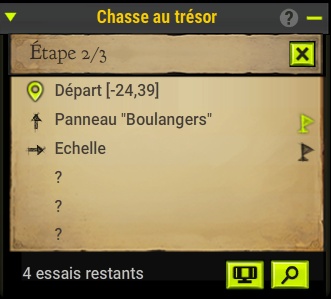 Chasse au trésor ?
Étape 2/3
Départ [-24,39]
Panneau "Boulangers"
Echelle
?
?
?
4 essais restants